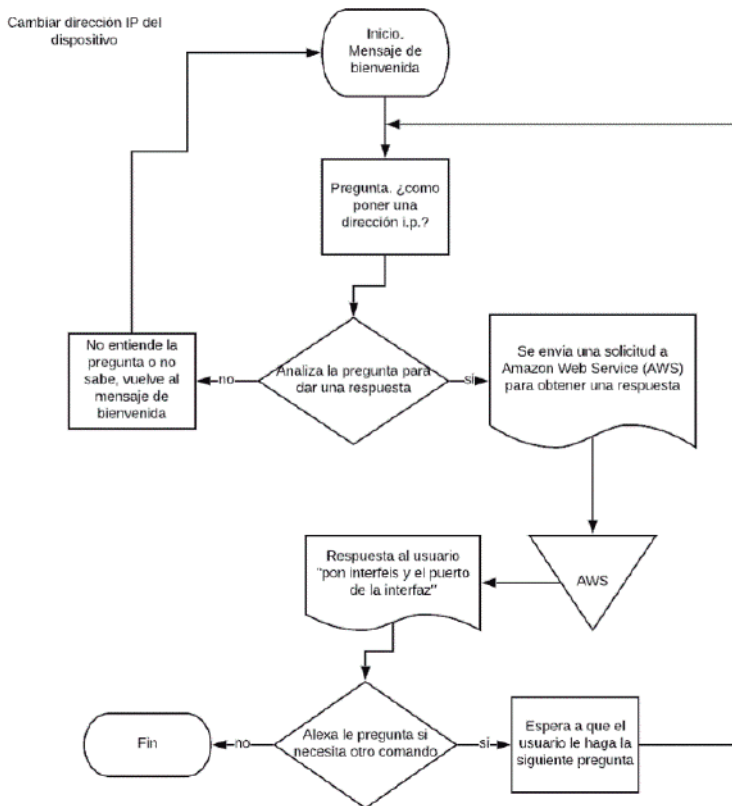 Cambiar dirección IP del
dispositivo
Inicio.
Mensaje de
bienvenida
Pregunta. ¿como
poner una
dirección i.p.?
No entiende la
pregunta o no
sabe, vuelve al
mensaje de
bienvenida
no
Analiza la pregunta para
dar una respuesta
si
Se envia una solicitud a
Amazon Web Service (AWS)
para obtener una respuesta
Respuesta al usuario
"pon interfeis y el puerto
de la interfaz"
AWS
Fin
no
Alexa le pregunta si
necesita otro comando
si
Espera a que el
usuario le haga la
siguiente pregunta